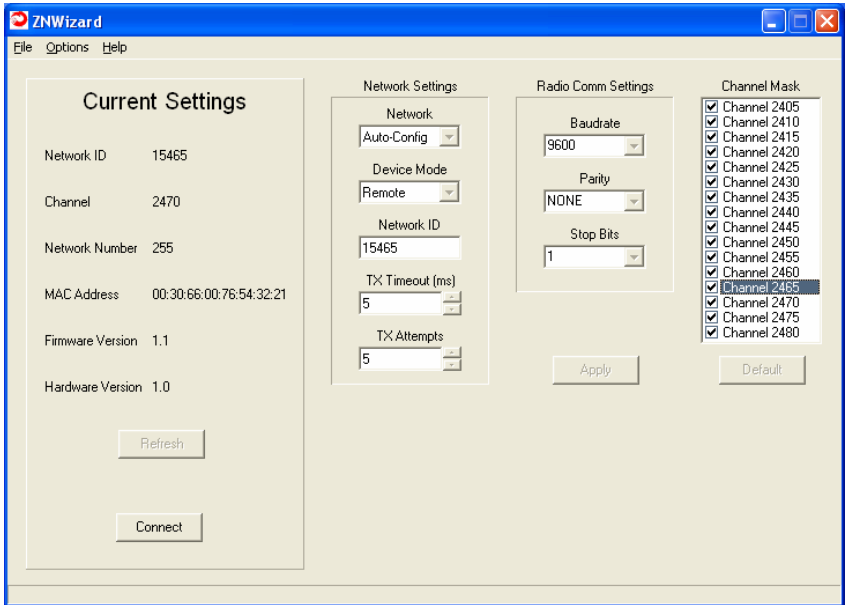 ZNWizard
File Options Help
Current Settings
Network ID 15465
Channel 2470
Network Number 255
MAC Address 00:30:66:00:76:54:32:21
Firmware Version 1.1
Hardware Version 1.0
Refresh
Connect
Network Settings
Network
Auto-Config
Device Mode
Remote
Network ID
15465
TX Timeout (ms)
5
TX Attempts
5
Radio Comm Settings
Baudrate
9600
Parity
NONE
Stop Bits
1
Apply
Channel Mask
Channel 2405
Channel 2410
Channel 2415
Channel 2420
Channel 2425
Channel 2430
Channel 2435
Channel 2440
Channel 2445
Channel 2450
Channel 2455
Channel 2460
Channel 2465
Channel 2470
Channel 2475
Channel 2480
Default